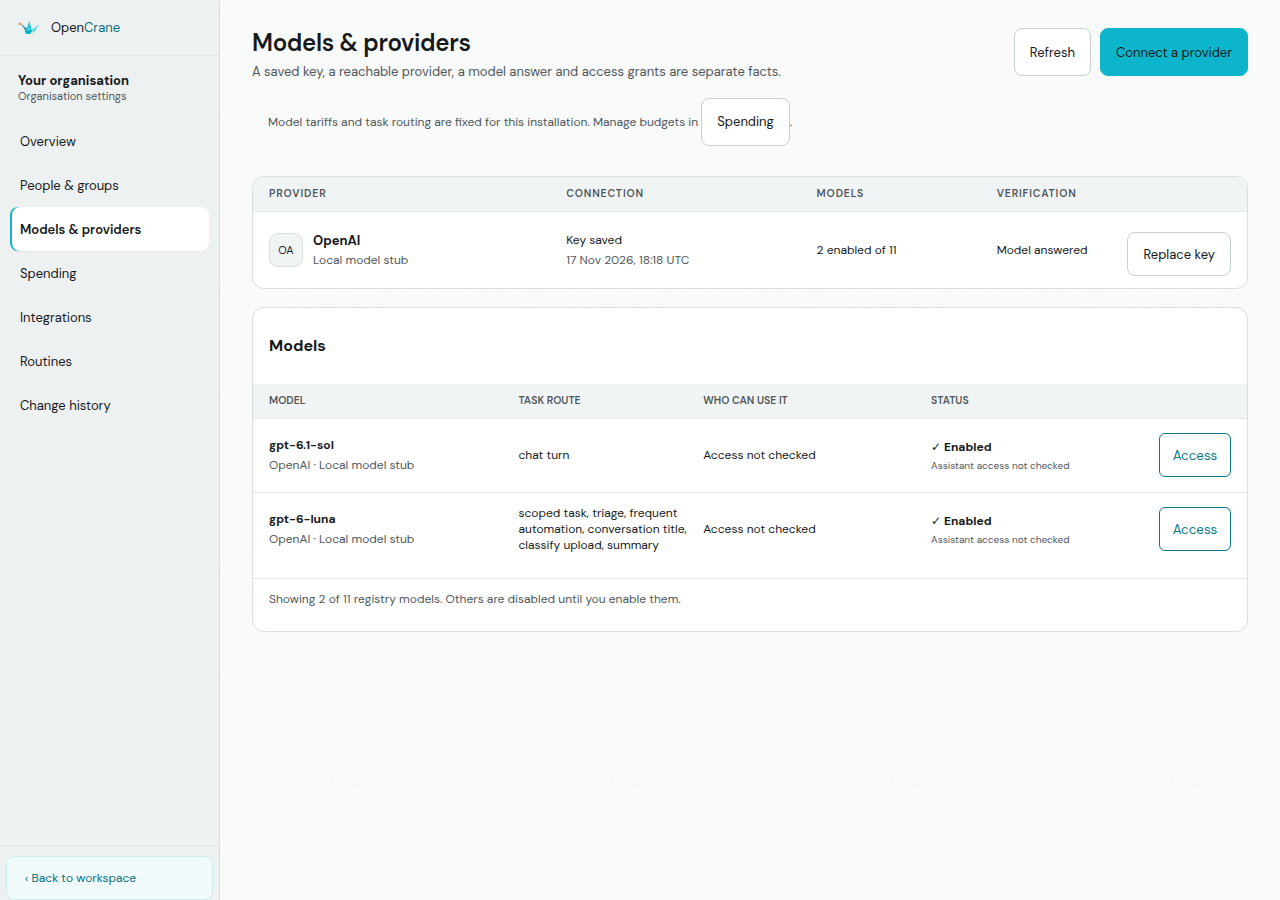 OpenCrane
Your organisation
Organisation settings
Overview
People & groups
Models & providers
Spending
Integrations
Routines
Change history
‹ Back to workspace
Models & providers
A saved key, a reachable provider, a model answer and access grants are separate facts.
Refresh
Connect a provider
Model tariffs and task routing are fixed for this installation. Manage budgets in Spending .
PROVIDER CONNECTION MODELS VERIFICATION
OA OpenAI Key saved 2 enabled of 11 Model answered Replace key
Local model stub 17 Nov 2026, 18:18 UTC
Models
MODEL TASK ROUTE WHO CAN USE IT STATUS
gpt-6.1-sol chat turn Access not checked ✓ Enabled Access
OpenAI · Local model stub Assistant access not checked
gpt-6-luna scoped task, triage, frequent Access not checked ✓ Enabled Access
OpenAI · Local model stub automation, conversation title, Assistant access not checked
classify upload, summary
Showing 2 of 11 registry models. Others are disabled until you enable them.